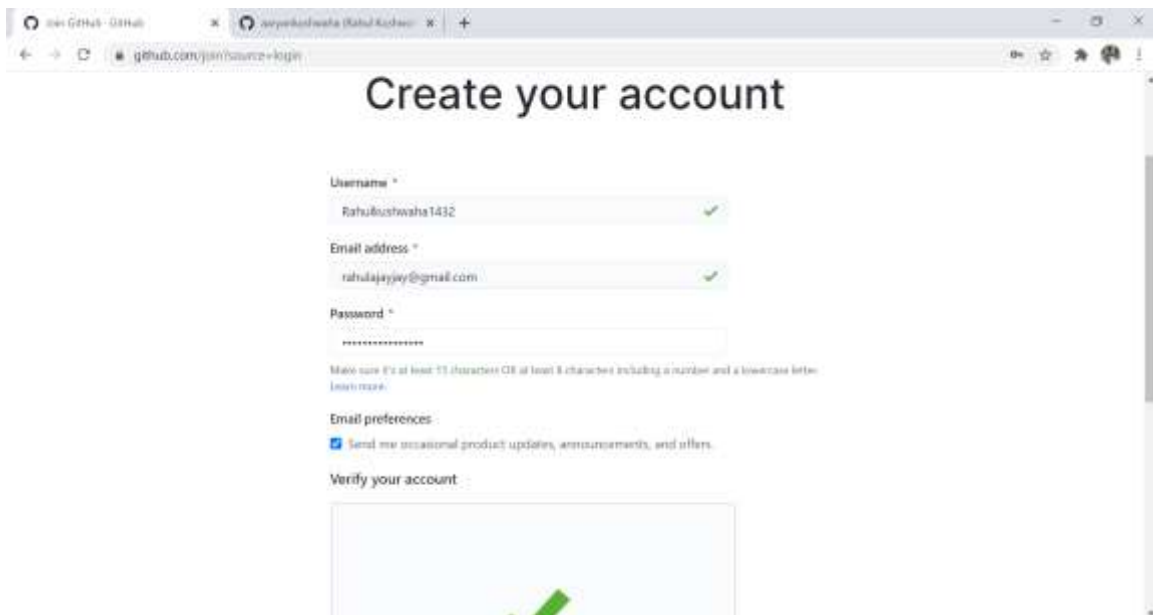 Join GitHub · GitHub
github.com/join?source=login
Create your account
Username *
Rahulkushwaha1432
Email address *
rahulajayjay@gmail.com
Password *
••••••••••••••••
Make sure it's at least 15 characters OR at least 8 characters including a number and a lowercase letter.
Learn more.
Email preferences
Send me occasional product updates, announcements, and offers.
Verify your account